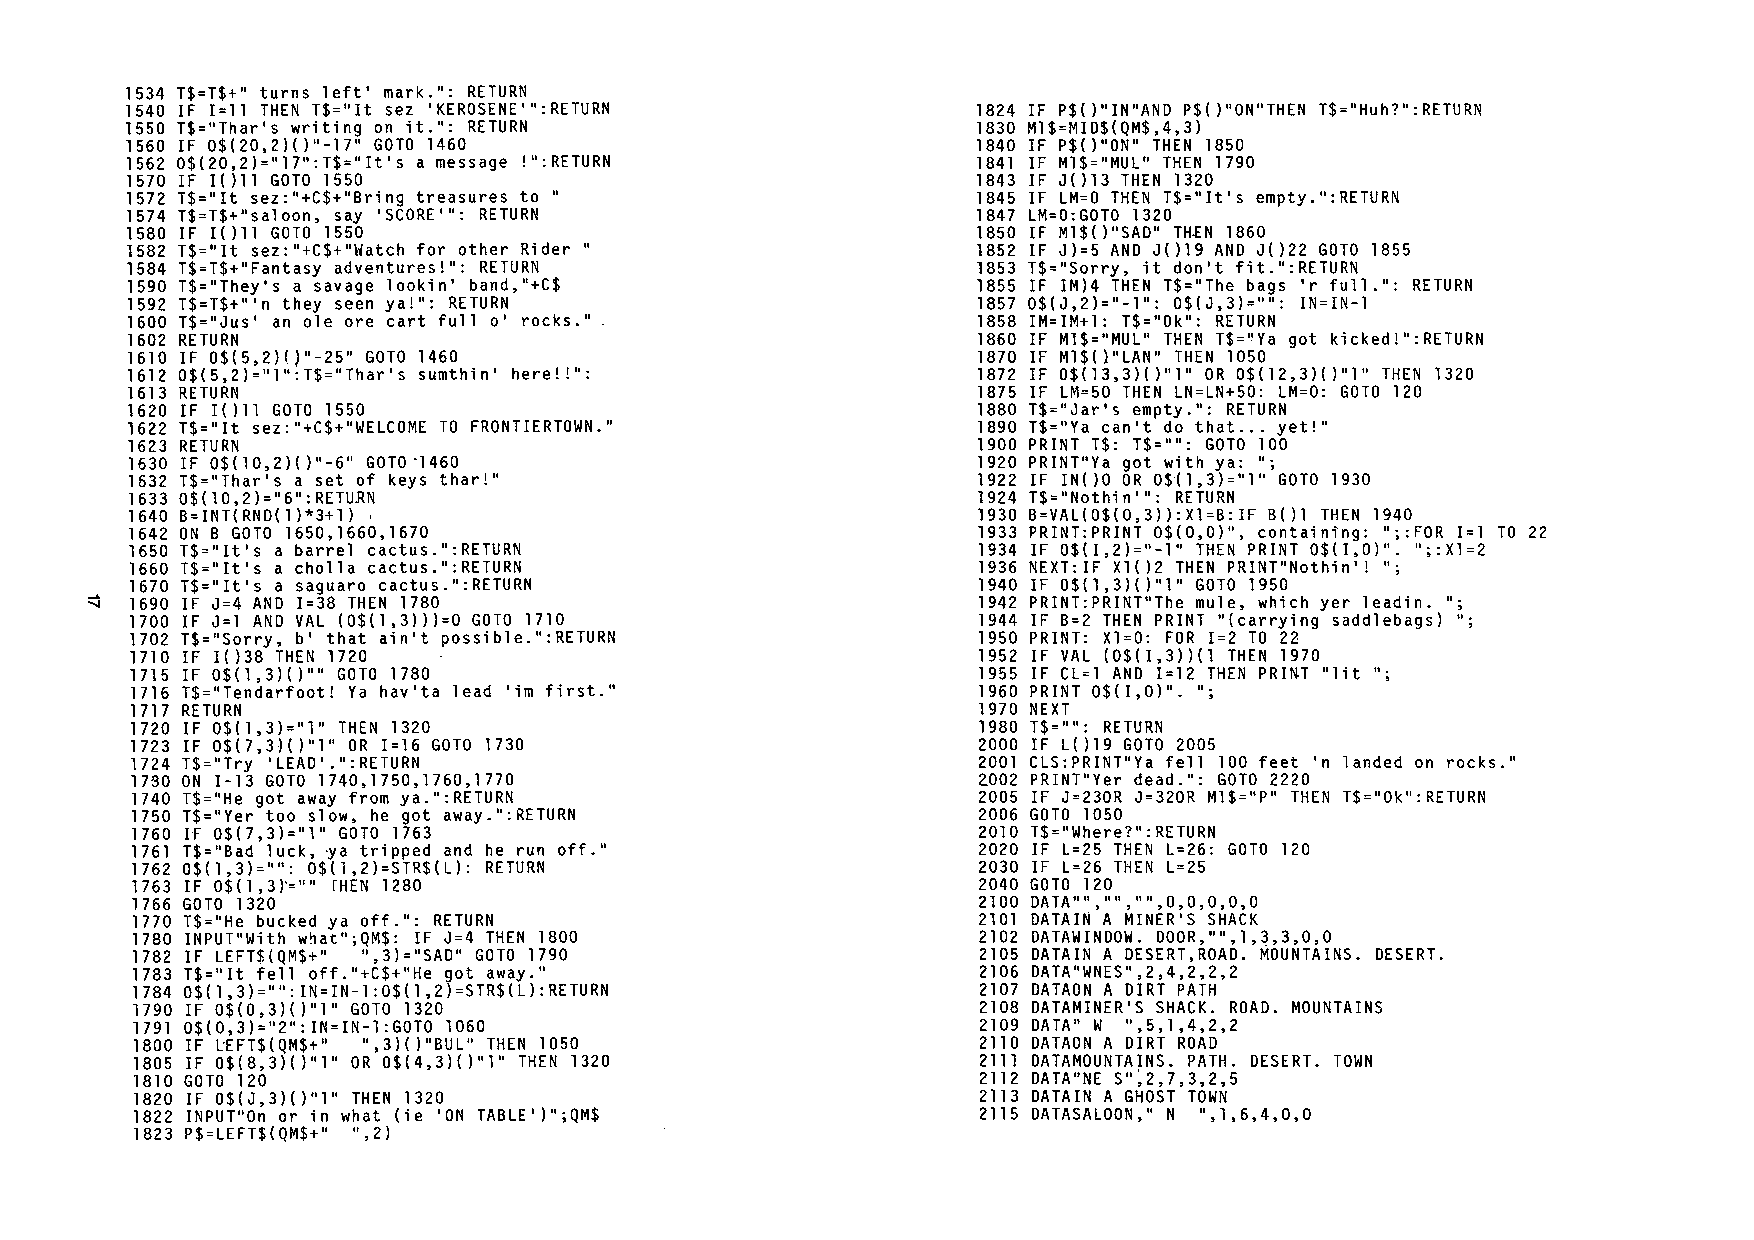 1534 T$=T$+" turns left' mark.": RETURN
1540 IF I=11 THEN T$="It sez 'KEROSENE'":RETURN
1550 T$="Thar's writing on it.": RETURN
1560 IF O$(20,2)()"-17" GOTO 1460
1562 O$(20,2)="17":T$="It's a message !":RETURN
1570 IF I()11 GOTO 1550
1572 T$="It sez:"+C$+"Bring treasures to "
1574 T$=T$+"saloon, say 'SCORE'": RETURN
1580 IF I()11 GOTO 1550
1582 T$="It sez:"+C$+"Watch for other Rider "
1584 T$=T$+"Fantasy adventures!": RETURN
1590 T$="They's a savage lookin' band,"+C$
1592 T$=T$+"'n they seen ya!": RETURN
1600 T$="Jus' an ole ore cart full o' rocks."
1602 RETURN
1610 IF O$(5,2)()"-25" GOTO 1460
1612 O$(5,2)="1":T$="Thar's sumthin' here!!":
1613 RETURN
1620 IF I()11 GOTO 1550
1622 T$="It sez:"+C$+"WELCOME TO FRONTIERTOWN."
1623 RETURN
1630 IF O$(10,2)()"-6" GOTO 1460
1632 T$="Thar's a set of keys thar!"
1633 O$(10,2)="6":RETURN
1640 B=INT(RND(1)*3+1)
1642 ON B GOTO 1650,1660,1670
1650 T$="It's a barrel cactus.":RETURN
1660 T$="It's a cholla cactus.":RETURN
1670 T$="It's a saguaro cactus.":RETURN
1690 IF J=4 AND I=38 THEN 1780
1700 IF J=1 AND VAL (O$(1,3)))=0 GOTO 1710
1702 T$="Sorry, b' that ain't possible.":RETURN
1710 IF I()38 THEN 1720
1715 IF O$(1,3)()"" GOTO 1780
1716 T$="Tendarfoot! Ya hav'ta lead 'im first."
1717 RETURN
1720 IF O$(1,3)="1" THEN 1320
1723 IF O$(7,3)()"1" OR I=16 GOTO 1730
1724 T$="Try 'LEAD'.":RETURN
1730 ON I-13 GOTO 1740,1750,1760,1770
1740 T$="He got away from ya.":RETURN
1750 T$="Yer too slow, he got away.":RETURN
1760 IF O$(7,3)="1" GOTO 1763
1761 T$="Bad luck, ya tripped and he run off."
1762 O$(1,3)="": O$(1,2)=STR$(L): RETURN
1763 IF O$(1,3)="" THEN 1280
1766 GOTO 1320
1770 T$="He bucked ya off.": RETURN
1780 INPUT"With what";QM$: IF J=4 THEN 1800
1782 IF LEFT$(QM$+"   ",3)="SAD" GOTO 1790
1783 T$="It fell off."+C$+"He got away."
1784 O$(1,3)="":IN=IN-1:O$(1,2)=STR$(L):RETURN
1790 IF O$(0,3)()"1" GOTO 1320
1791 O$(0,3)="2":IN=IN-1:GOTO 1060
1800 IF LEFT$(QM$+"   ",3)()"BUL" THEN 1050
1805 IF O$(8,3)()"1" OR O$(4,3)()"1" THEN 1320
1810 GOTO 120
1820 IF O$(J,3)()"1" THEN 1320
1822 INPUT"On or in what (ie 'ON TABLE')";QM$
1823 P$=LEFT$(QM$+"  ",2)
17
1824 IF P$()"IN"AND P$()"ON"THEN T$="Huh?":RETURN
1830 M1$=MID$(QM$,4,3)
1840 IF P$()"ON" THEN 1850
1841 IF M1$="MUL" THEN 1790
1843 IF J()13 THEN 1320
1845 IF LM=0 THEN T$="It's empty.":RETURN
1847 LM=0:GOTO 1320
1850 IF M1$()"SAD" THEN 1860
1852 IF J)=5 AND J()19 AND J()22 GOTO 1855
1853 T$="Sorry, it don't fit.":RETURN
1855 IF IM)4 THEN T$="The bags 'r full.": RETURN
1857 O$(J,2)="-1": O$(J,3)="": IN=IN-1
1858 IM=IM+1: T$="Ok": RETURN
1860 IF M1$="MUL" THEN T$="Ya got kicked!":RETURN
1870 IF M1$()"LAN" THEN 1050
1872 IF O$(13,3)()"1" OR O$(12,3)()"1" THEN 1320
1875 IF LM=50 THEN LN=LN+50: LM=0: GOTO 120
1880 T$="Jar's empty.": RETURN
1890 T$="Ya can't do that... yet!"
1900 PRINT T$: T$="": GOTO 100
1920 PRINT"Ya got with ya: ";
1922 IF IN()0 OR O$(1,3)="1" GOTO 1930
1924 T$="Nothin'": RETURN
1930 B=VAL(O$(0,3)):X1=B:IF B()1 THEN 1940
1933 PRINT:PRINT O$(0,0)", containing: ";:FOR I=1 TO 22
1934 IF O$(I,2)="-1" THEN PRINT O$(I,0)". ";:X1=2
1936 NEXT:IF X1()2 THEN PRINT"Nothin'! ";
1940 IF O$(1,3)()"1" GOTO 1950
1942 PRINT:PRINT"The mule, which yer leadin. ";
1944 IF B=2 THEN PRINT "(carrying saddlebags) ";
1950 PRINT: X1=0: FOR I=2 TO 22
1952 IF VAL (O$(I,3))(1 THEN 1970
1955 IF CL=1 AND I=12 THEN PRINT "lit ";
1960 PRINT O$(I,0)". ";
1970 NEXT
1980 T$="": RETURN
2000 IF L()19 GOTO 2005
2001 CLS:PRINT"Ya fell 100 feet 'n landed on rocks."
2002 PRINT"Yer dead.": GOTO 2220
2005 IF J=23OR J=32OR M1$="P" THEN T$="Ok":RETURN
2006 GOTO 1050
2010 T$="Where?":RETURN
2020 IF L=25 THEN L=26: GOTO 120
2030 IF L=26 THEN L=25
2040 GOTO 120
2100 DATA"","","",0,0,0,0,0
2101 DATAIN A MINER'S SHACK
2102 DATAWINDOW. DOOR,"",1,3,3,0,0
2105 DATAIN A DESERT,ROAD. MOUNTAINS. DESERT.
2106 DATA"WNES",2,4,2,2,2
2107 DATAON A DIRT PATH
2108 DATAMINER'S SHACK. ROAD. MOUNTAINS
2109 DATA" W  ",5,1,4,2,2
2110 DATAON A DIRT ROAD
2111 DATAMOUNTAINS. PATH. DESERT. TOWN
2112 DATA"NE S",2,7,3,2,5
2113 DATAIN A GHOST TOWN
2115 DATASALOON," N  ",1,6,4,0,0